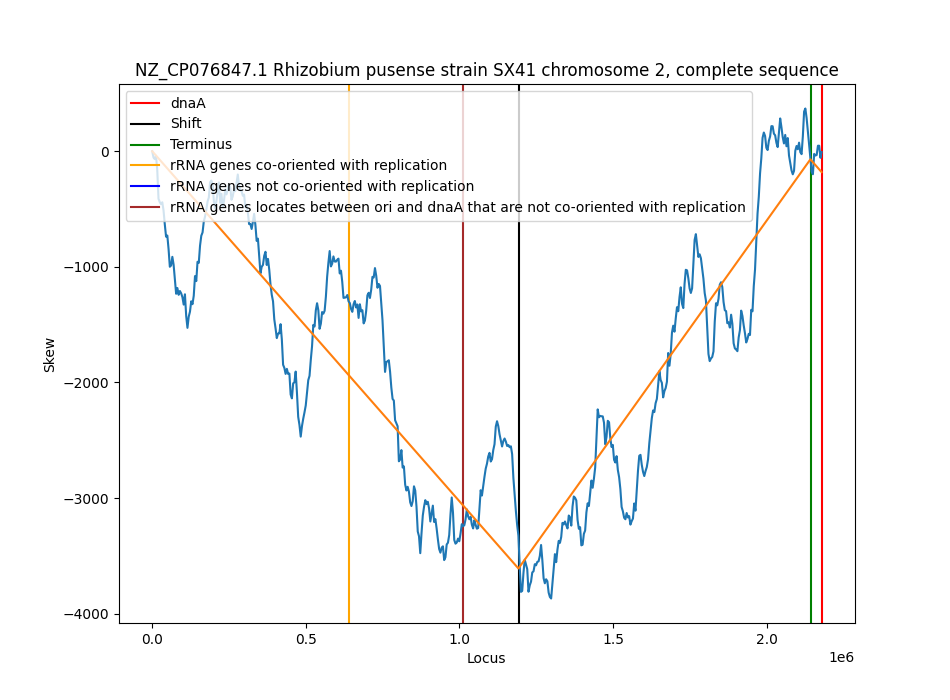 NZ_CP076847.1 Rhizobium pusense strain SX41 chromosome 2, complete sequence
dnaA
Shift
Terminus
rRNA genes co-oriented with replication
rRNA genes not co-oriented with replication
rRNA genes locates between ori and dnaA that are not co-oriented with replication
Skew
0
−1000
−2000
−3000
−4000
0.0 0.5 1.0 1.5 2.0
1e6
Locus